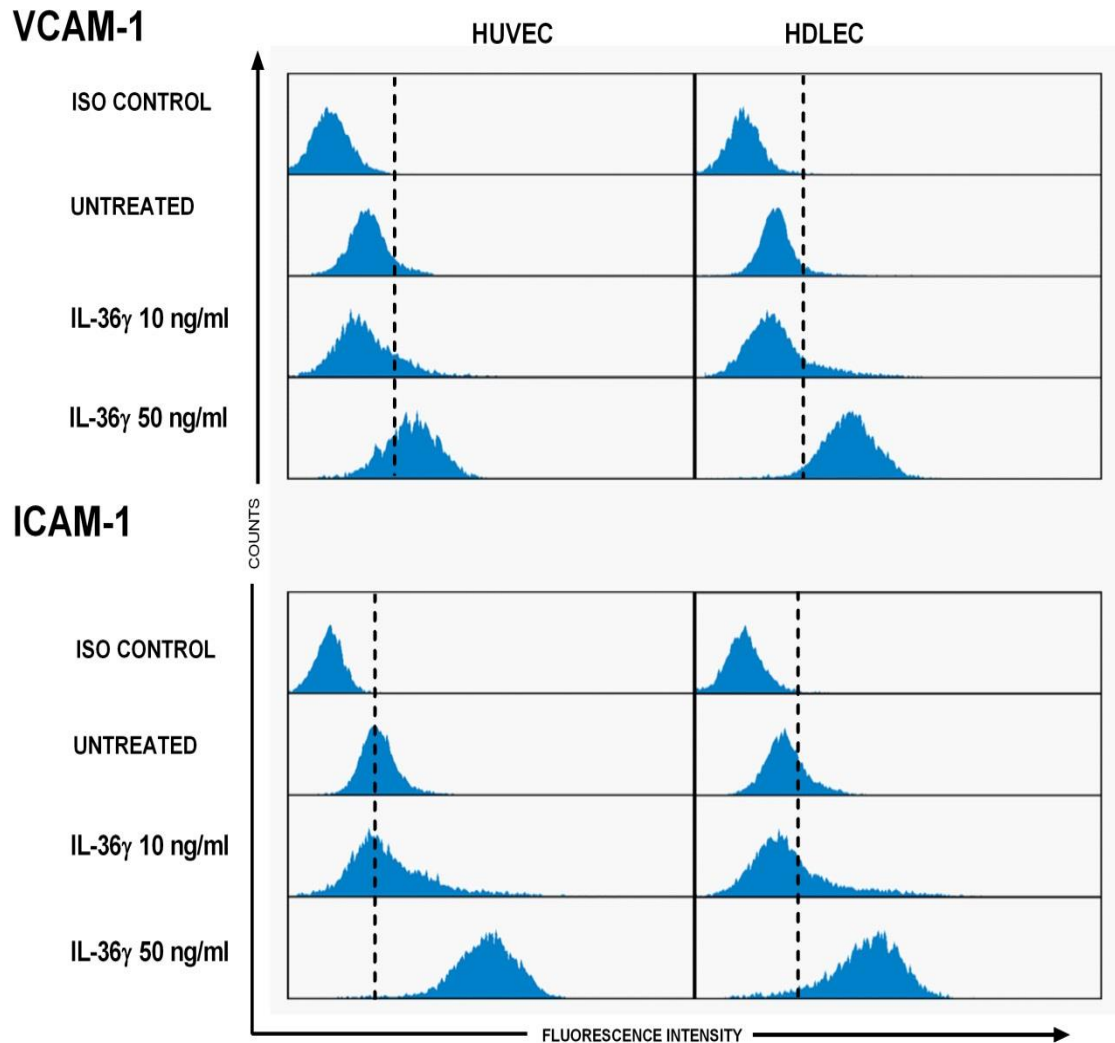 VCAM-1
HUVEC HDLEC
ISO CONTROL
UNTREATED
IL-36γ 10 ng/ml
IL-36γ 50 ng/ml
ICAM-1
COUNTS
ISO CONTROL
UNTREATED
IL-36γ 10 ng/ml
IL-36γ 50 ng/ml
FLUORESCENCE INTENSITY